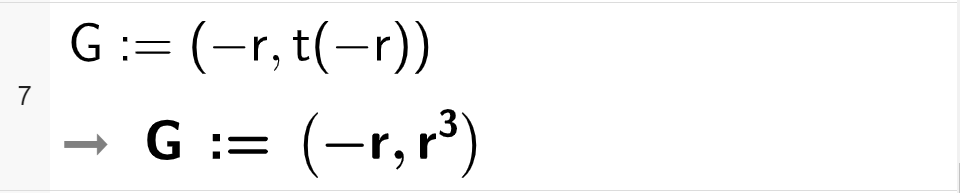 G := (−r, t(−r))
7
→ G := (−r, r³)